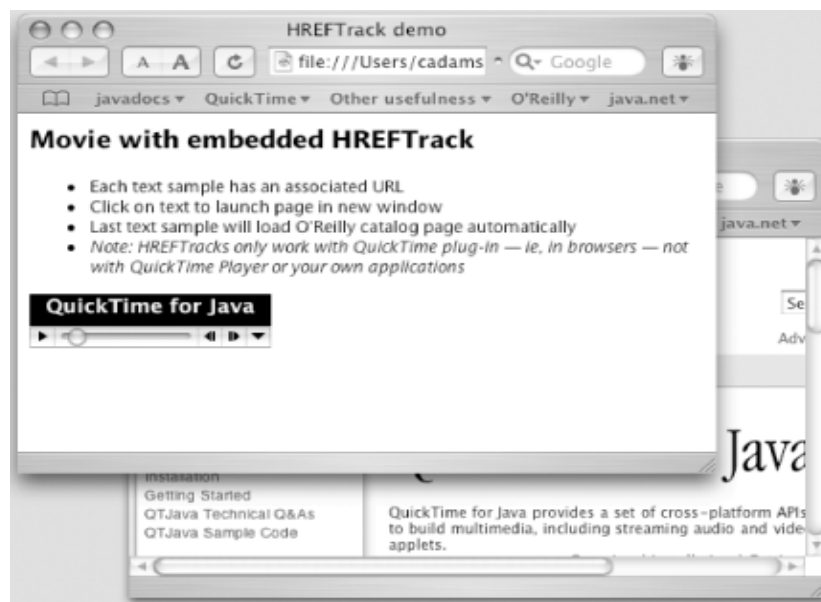 HREFTrack demo
A A file:///Users/cadams Google
javadocs QuickTime Other usefulness O'Reilly java.net
Movie with embedded HREFTrack
• Each text sample has an associated URL
• Click on text to launch page in new window
• Last text sample will load O'Reilly catalog page automatically
• Note: HREFTracks only work with QuickTime plug-in — ie, in browsers — not
with QuickTime Player or your own applications
QuickTime for Java
java.net
Se
Adv
Java
Installation
Getting Started
QTJava Technical Q&As
QTJava Sample Code
QuickTime for Java provides a set of cross-platform APIs
to build multimedia, including streaming audio and vide
applets.